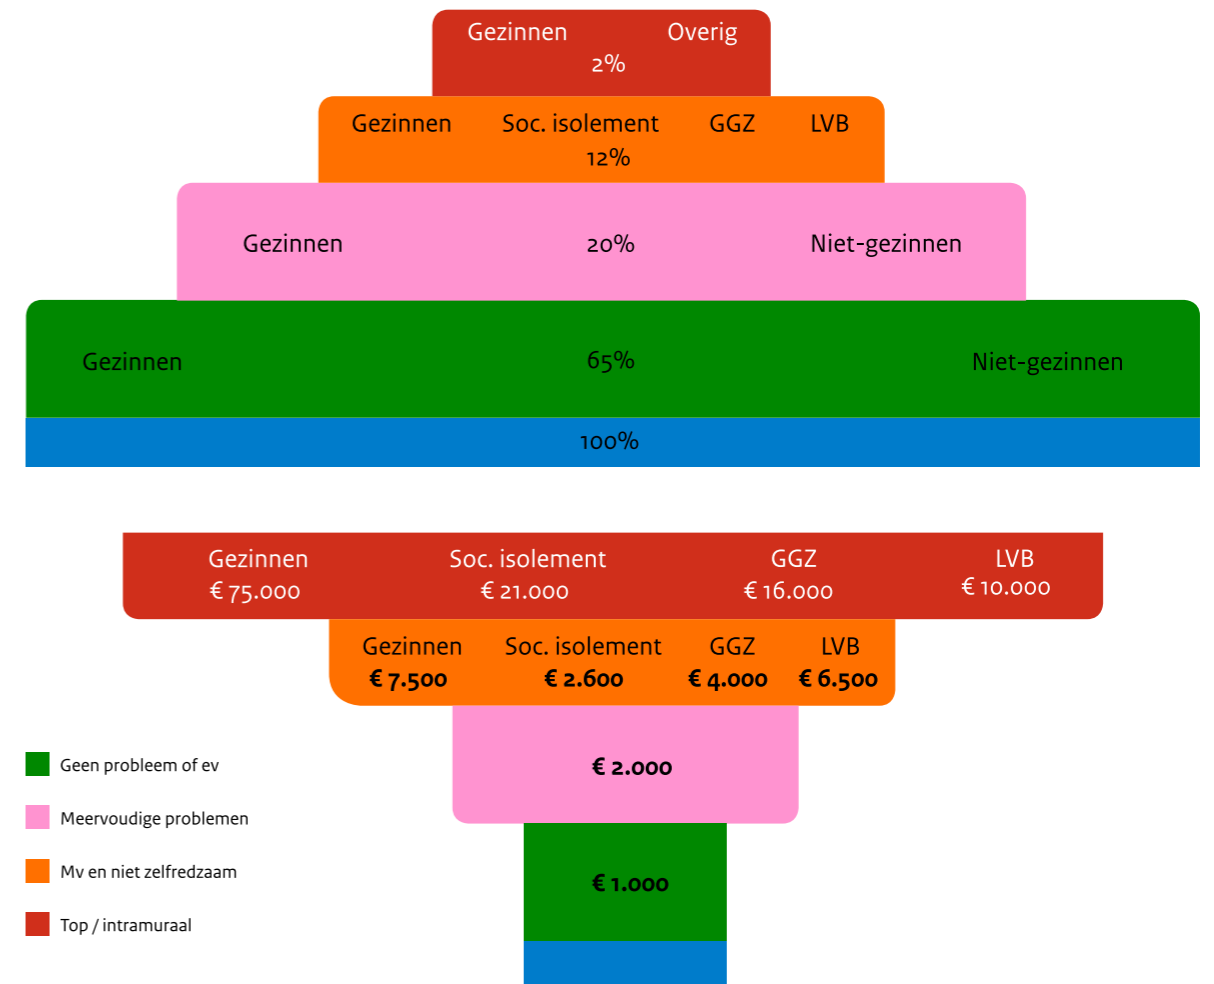 Gezinnen Overig
2%
Gezinnen Soc. isolement GGZ LVB
12%
Gezinnen 20% Niet-gezinnen
Gezinnen 65% Niet-gezinnen
100%
Gezinnen Soc. isolement GGZ LVB
€ 75.000 € 21.000 € 16.000 € 10.000
Gezinnen Soc. isolement GGZ LVB
€ 7.500 € 2.600 € 4.000 € 6.500
€ 2.000
€ 1.000
Geen probleem of ev
Meervoudige problemen
Mv en niet zelfredzaam
Top / intramuraal